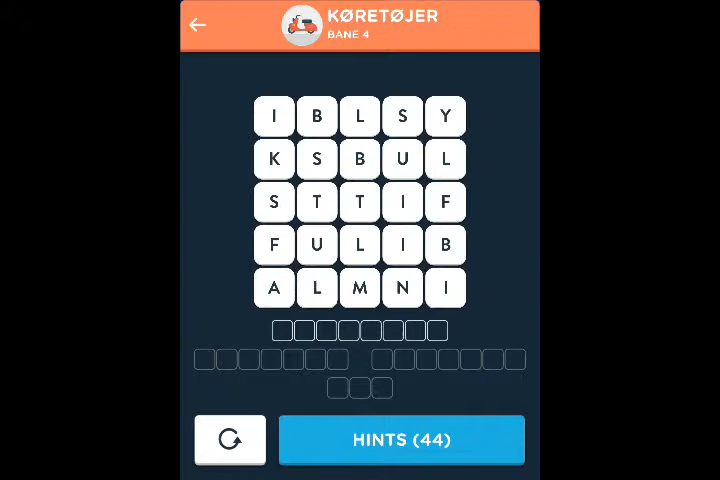 KØRETØJER
BANE 4
I B L S Y
K S B U L
S T T I F
F U L I B
A L M N I
HINTS (44)